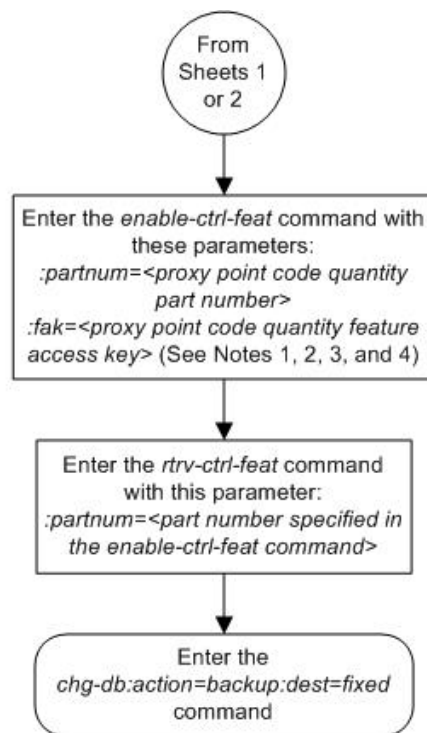 From
Sheets 1
or 2
Enter the enable-ctrl-feat command with
these parameters:
:partnum=<proxy point code quantity
part number>
:fak=<proxy point code quantity feature
access key> (See Notes 1, 2, 3, and 4)
Enter the rtrv-ctrl-feat command
with this parameter:
:partnum=<part number specified in
the enable-ctrl-feat command>
Enter the
chg-db:action=backup:dest=fixed
command